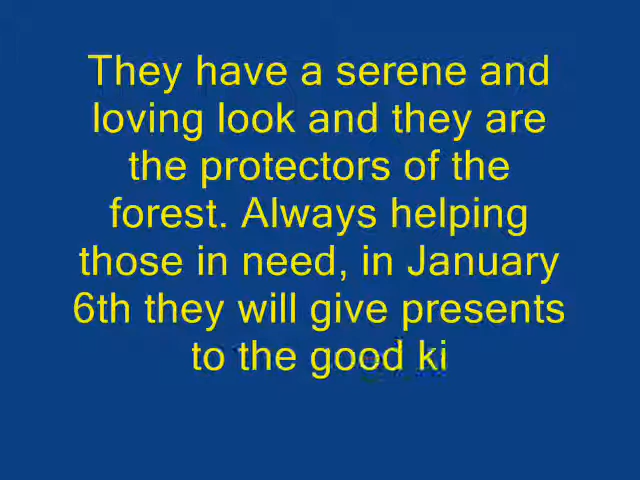 They have a serene and
loving look and they are
the protectors of the
forest. Always helping
those in need, in January
6th they will give presents
to the good ki